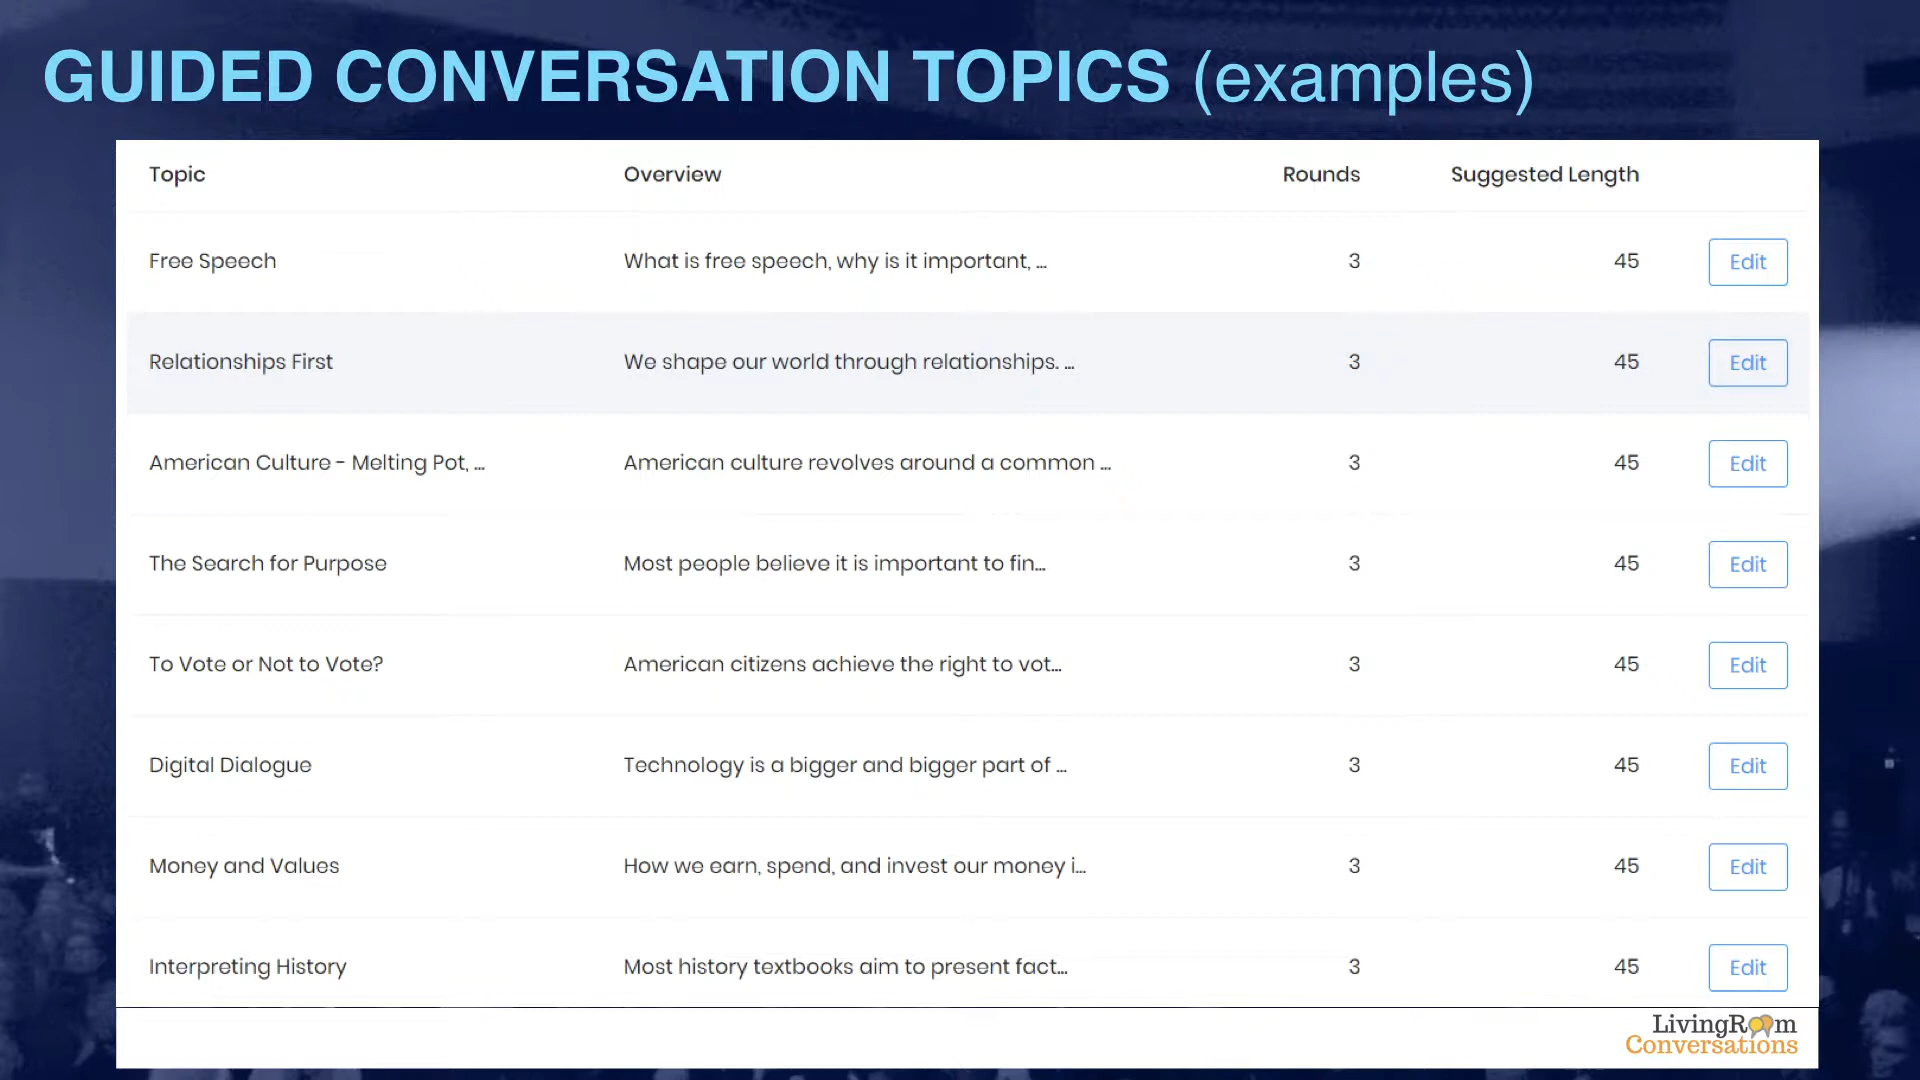 GUIDED CONVERSATION TOPICS (examples)
Topic Overview Rounds Suggested Length
Free Speech What is free speech, why is it important, ... 3 45 Edit
Relationships First We shape our world through relationships. ... 3 45 Edit
American Culture - Melting Pot, ... American culture revolves around a common ... 3 45 Edit
The Search for Purpose Most people believe it is important to fin... 3 45 Edit
To Vote or Not to Vote? American citizens achieve the right to vot... 3 45 Edit
Digital Dialogue Technology is a bigger and bigger part of ... 3 45 Edit
Money and Values How we earn, spend, and invest our money i... 3 45 Edit
Interpreting History Most history textbooks aim to present fact... 3 45 Edit
LivingRoom
Conversations